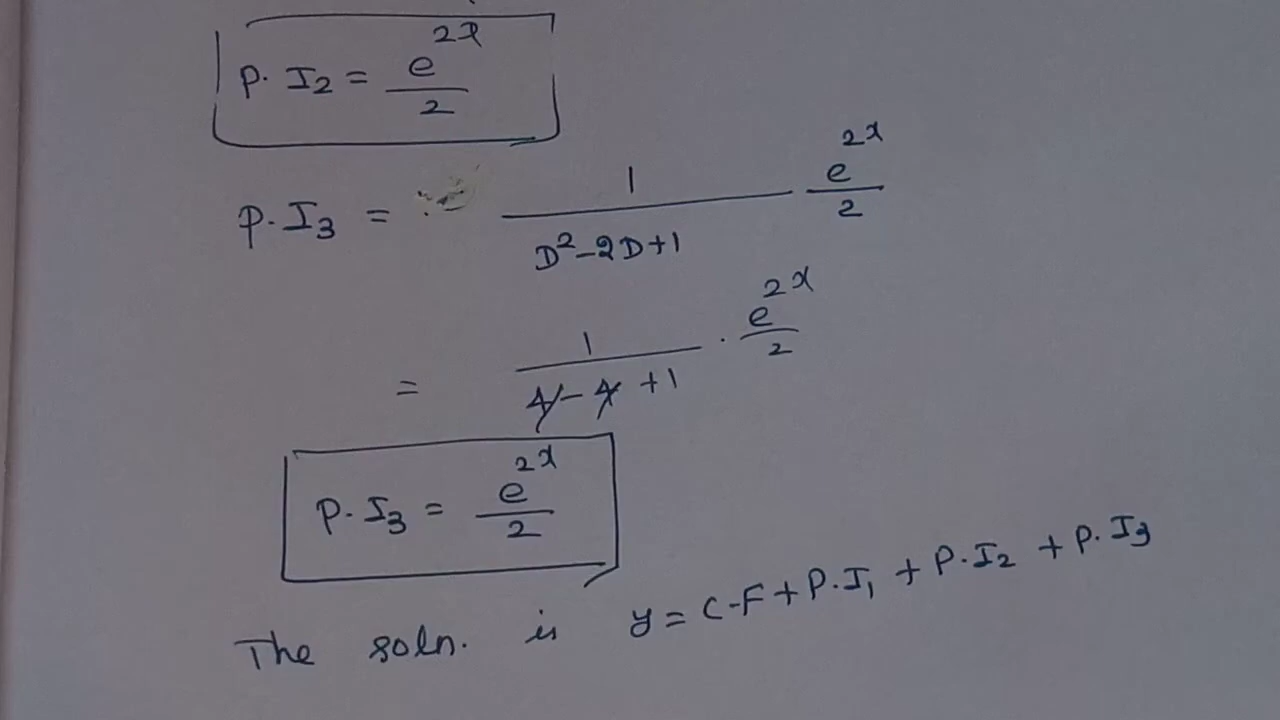 P.I₂ = e^{2x}/2
P.I₃ = 1/(D²-2D+1) e^{2x}/2
= 1/(4-4+1) . e^{2x}/2
P.I₃ = e^{2x}/2
The soln. is y = C.F + P.I₁ + P.I₂ + P.I₃